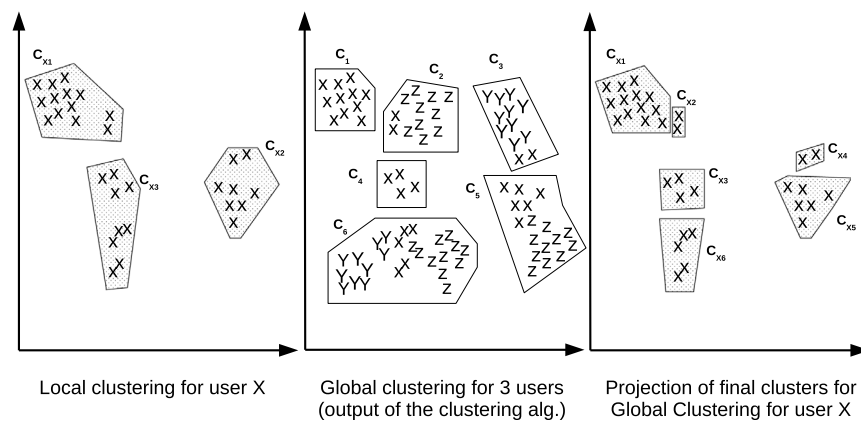 C_X1
C_X2
C_X3
C_1
C_2
C_3
C_4
C_5
C_6
C_X1
C_X2
C_X3
C_X4
C_X5
C_X6
Local clustering for user X
Global clustering for 3 users
(output of the clustering alg.)
Projection of final clusters for
Global Clustering for user X